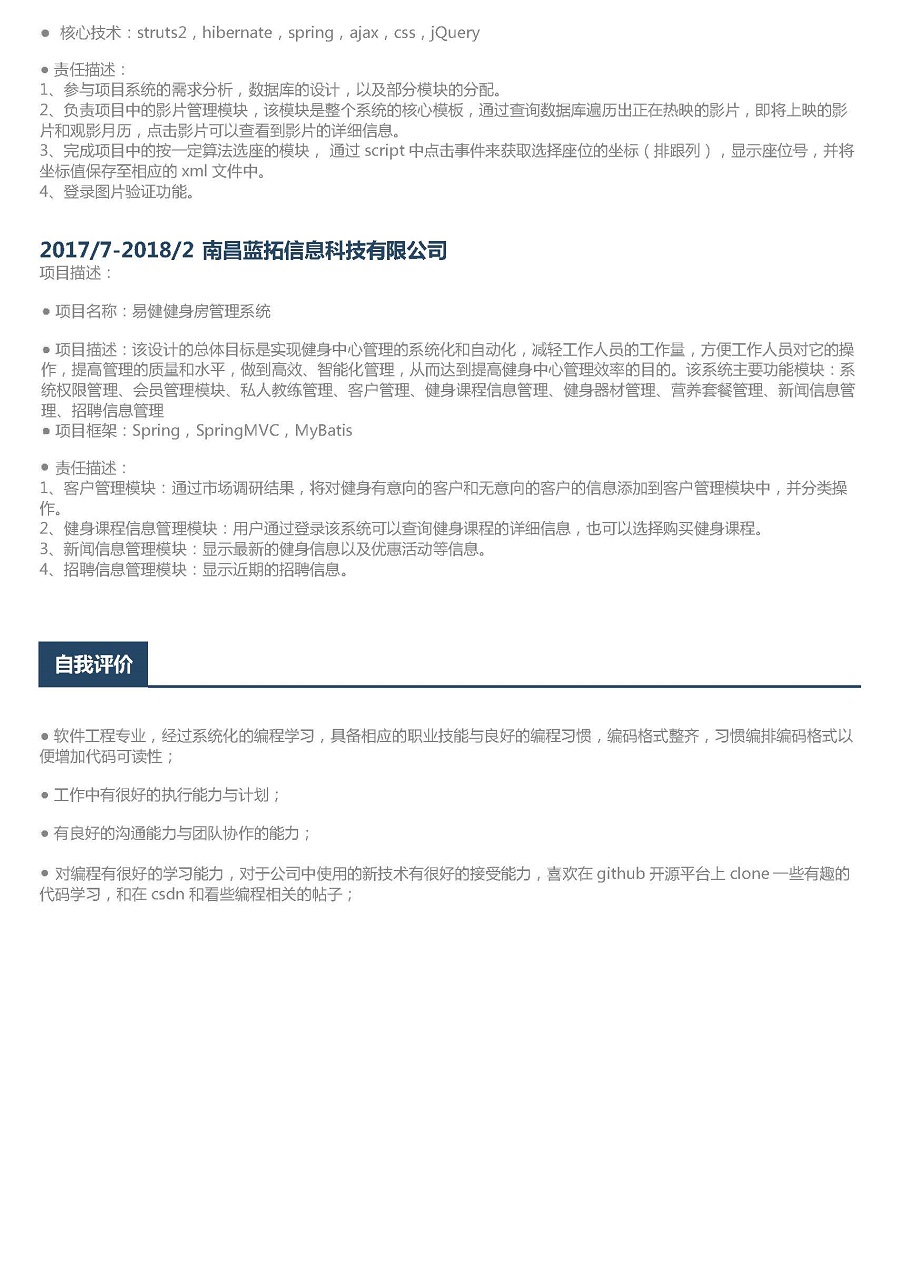 ● 核心技术：struts2，hibernate，spring，ajax，css，jQuery
● 责任描述：
1、参与项目系统的需求分析，数据库的设计，以及部分模块的分配。
2、负责项目中的影片管理模块，该模块是整个系统的核心模板，通过查询数据库遍历出正在热映的影片，即将上映的影
片和观影月历，点击影片可以查看到影片的详细信息。
3、完成项目中的按一定算法选座的模块， 通过 script 中点击事件来获取选择座位的坐标（排跟列），显示座位号，并将
坐标值保存至相应的 xml 文件中。
4、登录图片验证功能。
2017/7-2018/2 南昌蓝拓信息科技有限公司
项目描述：
● 项目名称：易健健身房管理系统
● 项目描述：该设计的总体目标是实现健身中心管理的系统化和自动化，减轻工作人员的工作量，方便工作人员对它的操
作，提高管理的质量和水平，做到高效、智能化管理，从而达到提高健身中心管理效率的目的。该系统主要功能模块：系
统权限管理、会员管理模块、私人教练管理、客户管理、健身课程信息管理、健身器材管理、营养套餐管理、新闻信息管
理、招聘信息管理
● 项目框架：Spring，SpringMVC，MyBatis
● 责任描述：
1、客户管理模块：通过市场调研结果，将对健身有意向的客户和无意向的客户的信息添加到客户管理模块中，并分类操
作。
2、健身课程信息管理模块：用户通过登录该系统可以查询健身课程的详细信息，也可以选择购买健身课程。
3、新闻信息管理模块：显示最新的健身信息以及优惠活动等信息。
4、招聘信息管理模块：显示近期的招聘信息。
自我评价
● 软件工程专业，经过系统化的编程学习，具备相应的职业技能与良好的编程习惯，编码格式整齐，习惯编排编码格式以
便增加代码可读性；
● 工作中有很好的执行能力与计划；
● 有良好的沟通能力与团队协作的能力；
● 对编程有很好的学习能力，对于公司中使用的新技术有很好的接受能力，喜欢在 github 开源平台上 clone 一些有趣的
代码学习，和在 csdn 和看些编程相关的帖子；